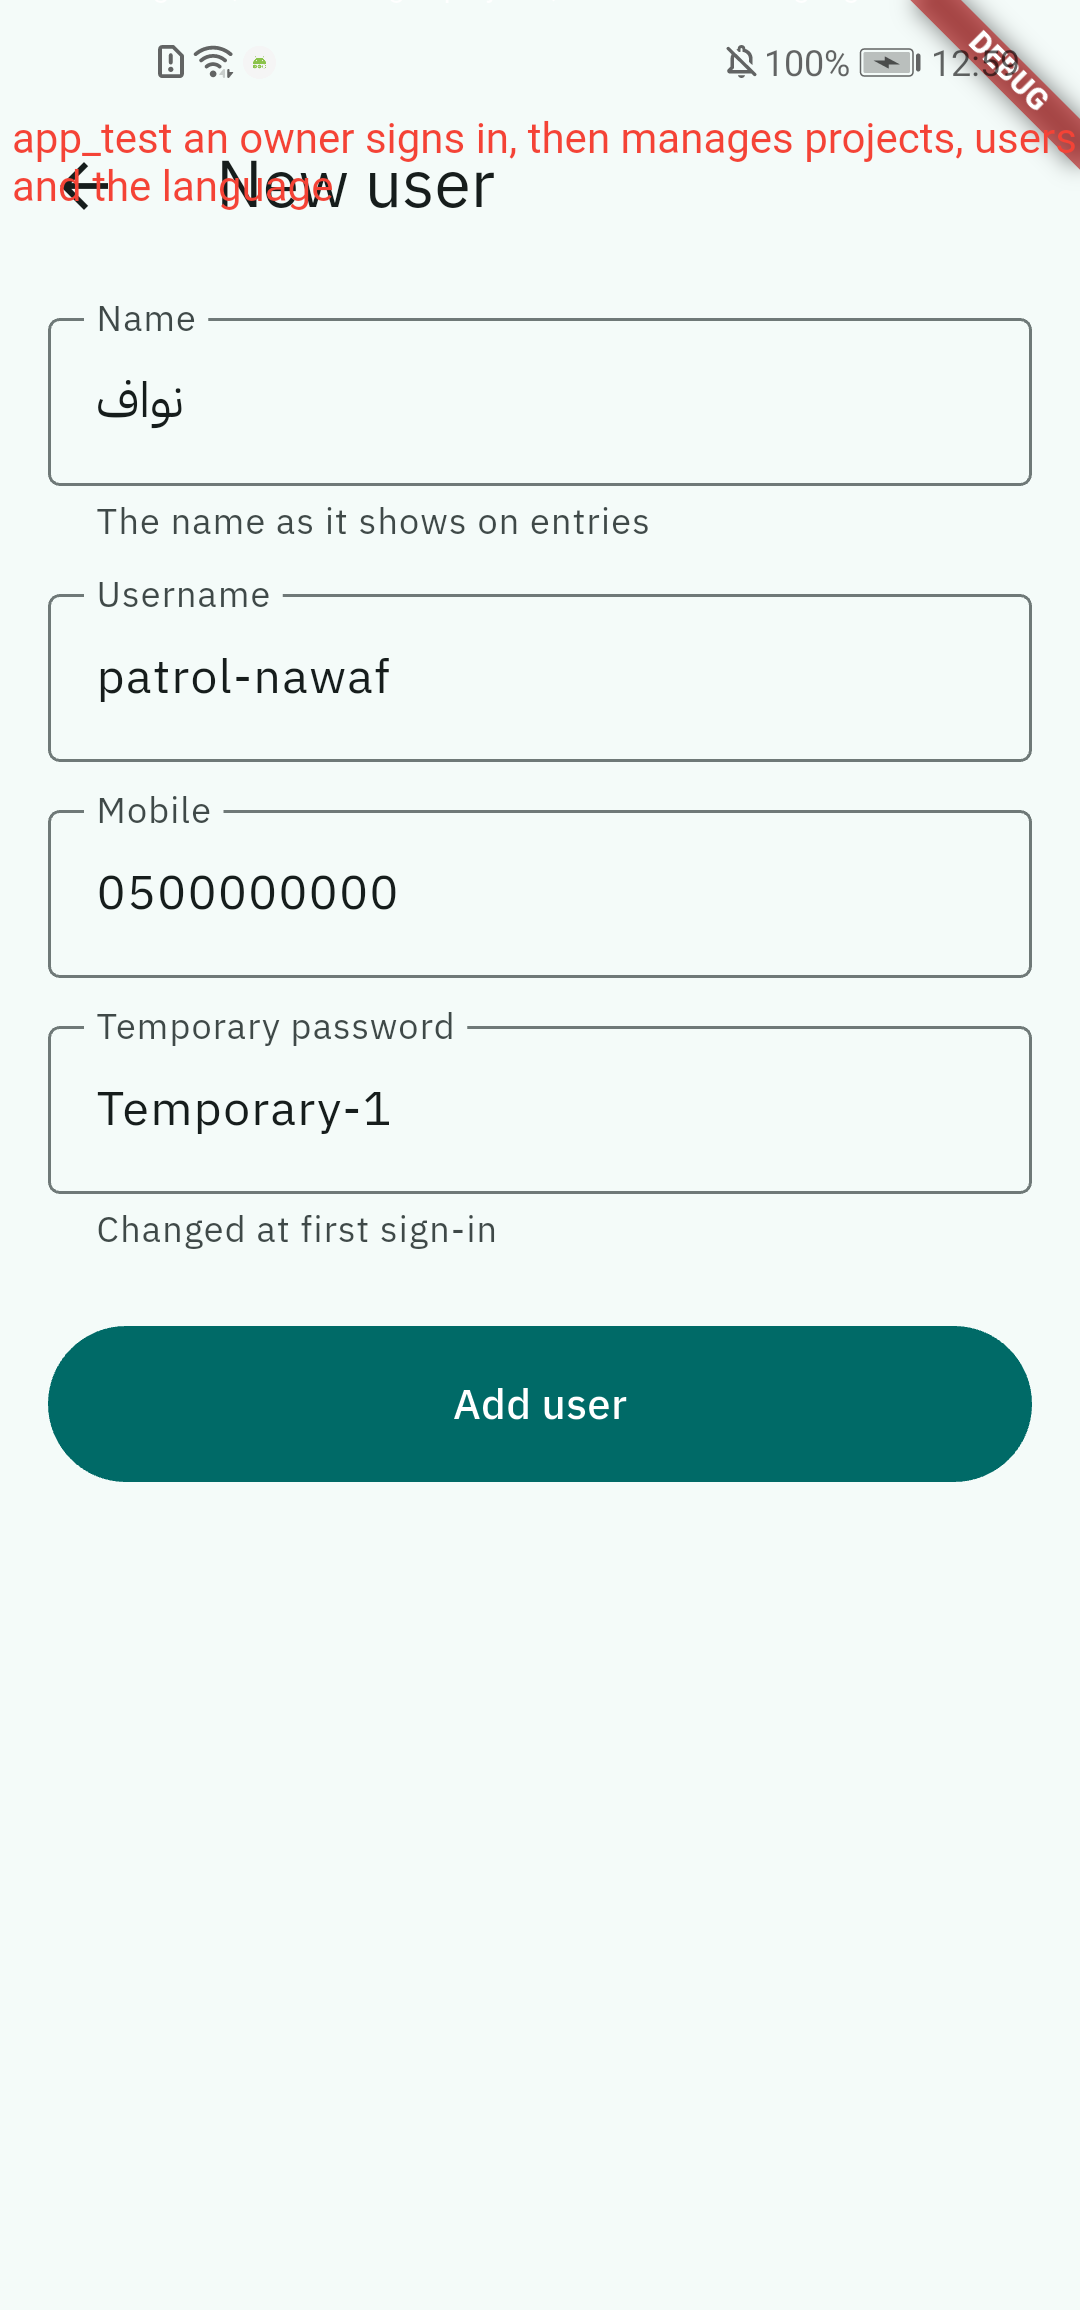 100% 12:59
DEBUG
app_test an owner signs in, then manages projects, users
and the language
New user
Name
نواف
The name as it shows on entries
Username
patrol-nawaf
Mobile
0500000000
Temporary password
Temporary-1
Changed at first sign-in
Add user